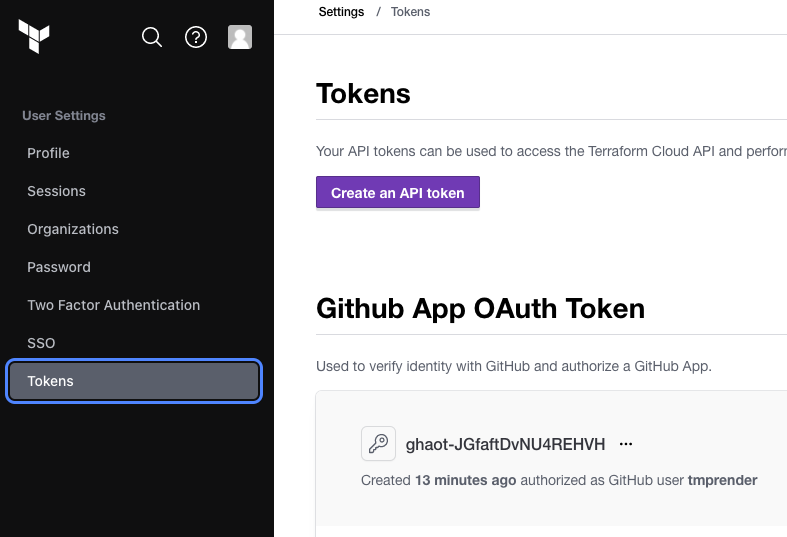 Settings / Tokens
User Settings
Profile
Sessions
Organizations
Password
Two Factor Authentication
SSO
Tokens
Tokens
Your API tokens can be used to access the Terraform Cloud API and perfor
Create an API token
Github App OAuth Token
Used to verify identity with GitHub and authorize a GitHub App.
ghaot-JGfaftDvNU4REHVH ···
Created 13 minutes ago authorized as GitHub user tmprender